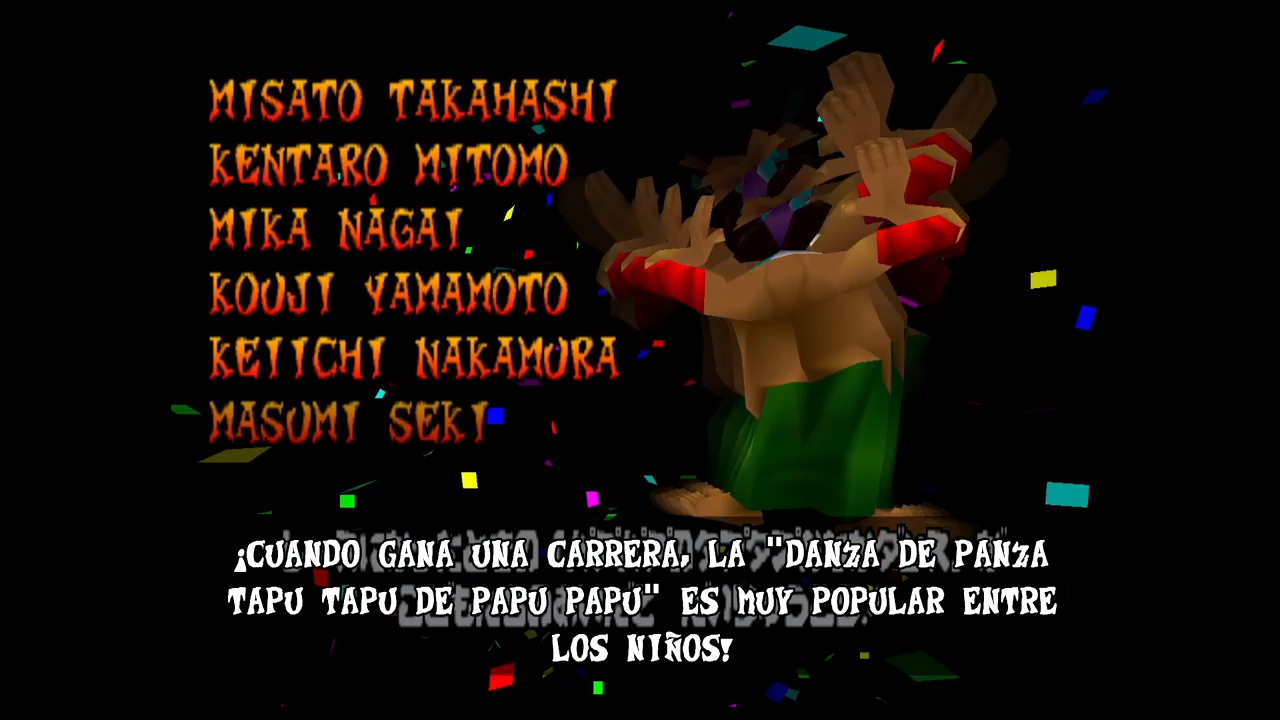 MISATO TAKAHASHI
KENTARO MITOMO
MIKA NAGAI
KOUJI YAMAMOTO
KEIICHI NAKAMURA
MASUMI SEKI
¡CUANDO GANA UNA CARRERA, LA "DANZA DE PANZA
TAPU TAPU DE PAPU PAPU" ES MUY POPULAR ENTRE
LOS NIÑOS!